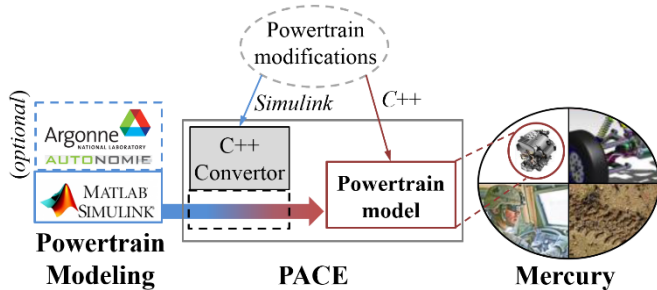 Powertrain
modifications
(optional)
Simulink
C++
Argonne
NATIONAL LABORATORY
AUTONOMIE
C++
Convertor
MATLAB
SIMULINK
Powertrain
model
Powertrain
Modeling
PACE
Mercury